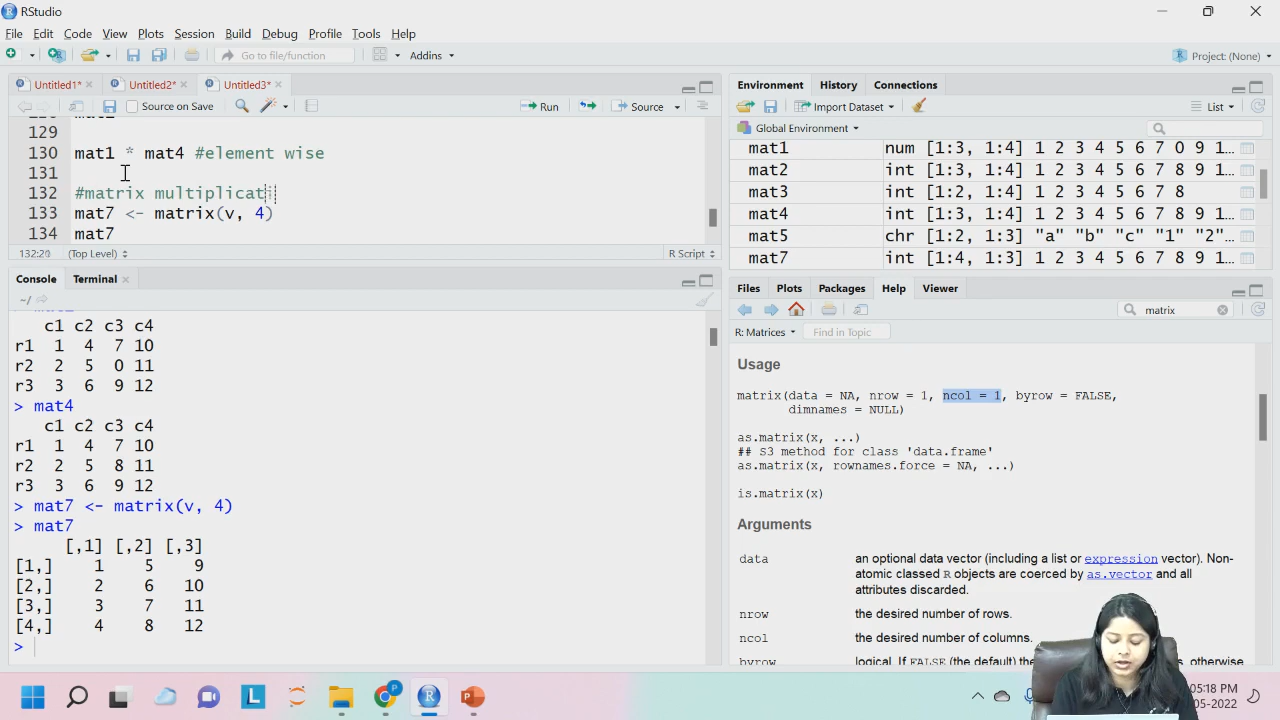 RStudio
File Edit Code View Plots Session Build Debug Profile Tools Help
Go to file/function Addins Project: (None)
Untitled1* Untitled2* Untitled3*
Source on Save Run Source
129
130 mat1 * mat4 #element wise
131
132 #matrix multiplicati
133 mat7 <- matrix(v, 4)
134 mat7
(Top Level) R Script
Console Terminal
~/
c1 c2 c3 c4
r1 1 4 7 10
r2 2 5 0 11
r3 3 6 9 12
> mat4
c1 c2 c3 c4
r1 1 4 7 10
r2 2 5 8 11
r3 3 6 9 12
> mat7 <- matrix(v, 4)
> mat7
[,1] [,2] [,3]
[1,] 1 5 9
[2,] 2 6 10
[3,] 3 7 11
[4,] 4 8 12
>
Environment History Connections
Import Dataset List
Global Environment
mat1 num [1:3, 1:4] 1 2 3 4 5 6 7 0 9 1…
mat2 int [1:3, 1:4] 1 2 3 4 5 6 7 8 9 1…
mat3 int [1:2, 1:4] 1 2 3 4 5 6 7 8
mat4 int [1:3, 1:4] 1 2 3 4 5 6 7 8 9 1…
mat5 chr [1:2, 1:3] "a" "b" "c" "1" "2"…
mat7 int [1:4, 1:3] 1 2 3 4 5 6 7 8 9 1…
Files Plots Packages Help Viewer
matrix
R: Matrices Find in Topic
Usage
matrix(data = NA, nrow = 1, ncol = 1, byrow = FALSE,
dimnames = NULL)
as.matrix(x, ...)
## S3 method for class 'data.frame'
as.matrix(x, rownames.force = NA, ...)
is.matrix(x)
Arguments
data an optional data vector (including a list or expression vector). Non-
atomic classed R objects are coerced by as.vector and all
attributes discarded.
nrow the desired number of rows.
ncol the desired number of columns.
byrow logical. If FALSE (the default) the otherwise
05:18 PM
05-2022